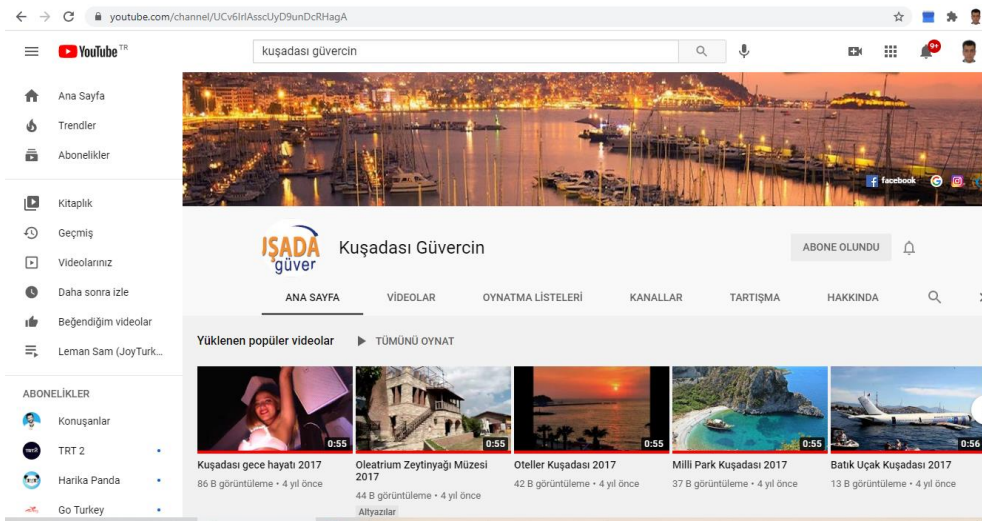 youtube.com/channel/UCv6IrlAsscUyD9unDcRHagA
YouTube TR
kuşadası güvercin
9+
Ana Sayfa
Trendler
Abonelikler
facebook
Kitaplık
Geçmiş
Videolarınız
Daha sonra izle
Beğendiğim videolar
Leman Sam (JoyTurk...
IŞADA
güver
Kuşadası Güvercin
ABONE OLUNDU
ANA SAYFA VİDEOLAR OYNATMA LİSTELERİ KANALLAR TARTIŞMA HAKKINDA
Yüklenen popüler videolar TÜMÜNÜ OYNAT
ABONELİKLER
Konuşanlar
TRT 2
Harika Panda
Go Turkey
0:55
Kuşadası gece hayatı 2017
86 B görüntüleme • 4 yıl önce
0:55
Oleatrium Zeytinyağı Müzesi
2017
44 B görüntüleme • 4 yıl önce
Altyazılar
0:55
Oteller Kuşadası 2017
42 B görüntüleme • 4 yıl önce
0:55
Milli Park Kuşadası 2017
37 B görüntüleme • 4 yıl önce
0:56
Batık Uçak Kuşadası 2017
13 B görüntüleme • 4 yıl önce